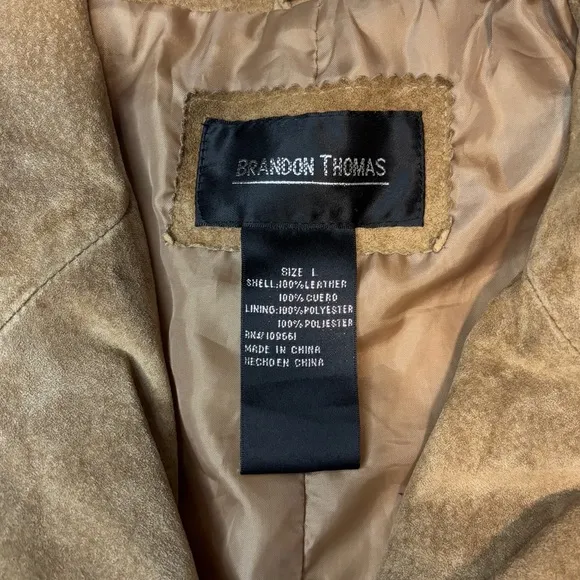 BRANDON THOMAS
SIZE L
SHELL:100%LEATHER
100%CUERO
LINING:100%POLYESTER
100%POLIESTER
RN#109661
MADE IN CHINA
HECHO EN CHINA